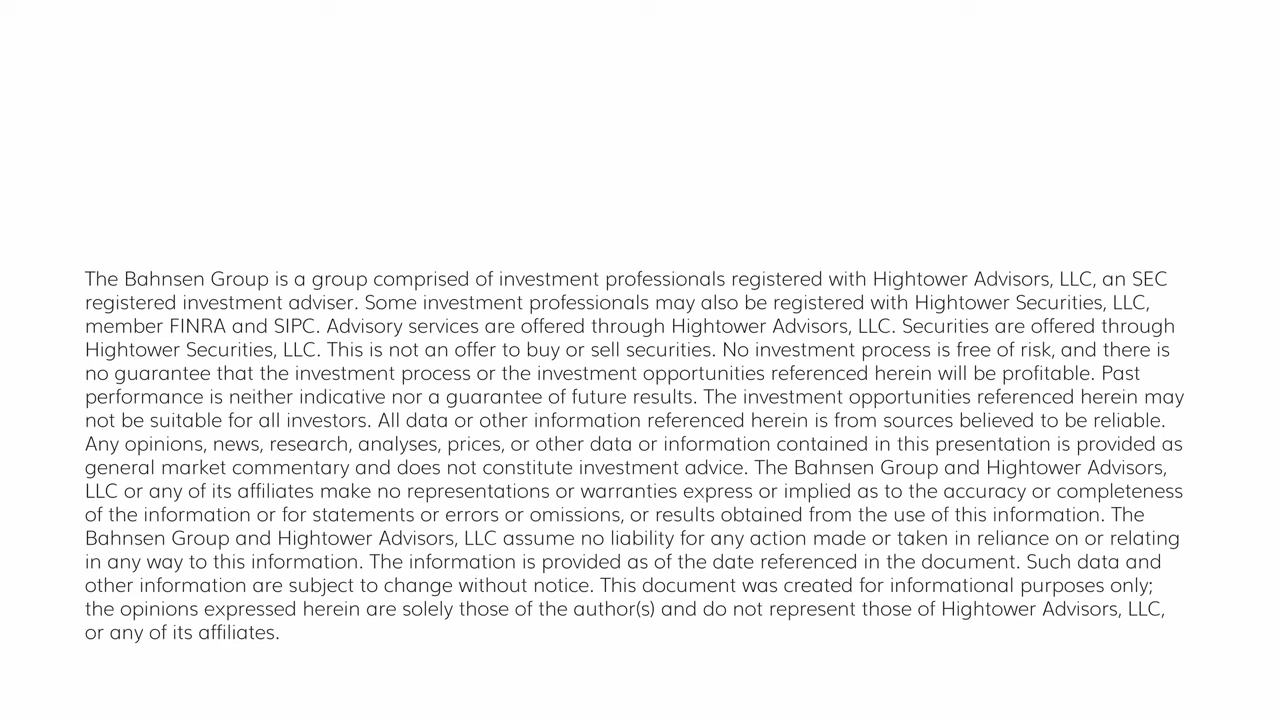 The Bahnsen Group is a group comprised of investment professionals registered with Hightower Advisors, LLC, an SEC
registered investment adviser. Some investment professionals may also be registered with Hightower Securities, LLC,
member FINRA and SIPC. Advisory services are offered through Hightower Advisors, LLC. Securities are offered through
Hightower Securities, LLC. This is not an offer to buy or sell securities. No investment process is free of risk, and there is
no guarantee that the investment process or the investment opportunities referenced herein will be profitable. Past
performance is neither indicative nor a guarantee of future results. The investment opportunities referenced herein may
not be suitable for all investors. All data or other information referenced herein is from sources believed to be reliable.
Any opinions, news, research, analyses, prices, or other data or information contained in this presentation is provided as
general market commentary and does not constitute investment advice. The Bahnsen Group and Hightower Advisors,
LLC or any of its affiliates make no representations or warranties express or implied as to the accuracy or completeness
of the information or for statements or errors or omissions, or results obtained from the use of this information. The
Bahnsen Group and Hightower Advisors, LLC assume no liability for any action made or taken in reliance on or relating
in any way to this information. The information is provided as of the date referenced in the document. Such data and
other information are subject to change without notice. This document was created for informational purposes only;
the opinions expressed herein are solely those of the author(s) and do not represent those of Hightower Advisors, LLC,
or any of its affiliates.